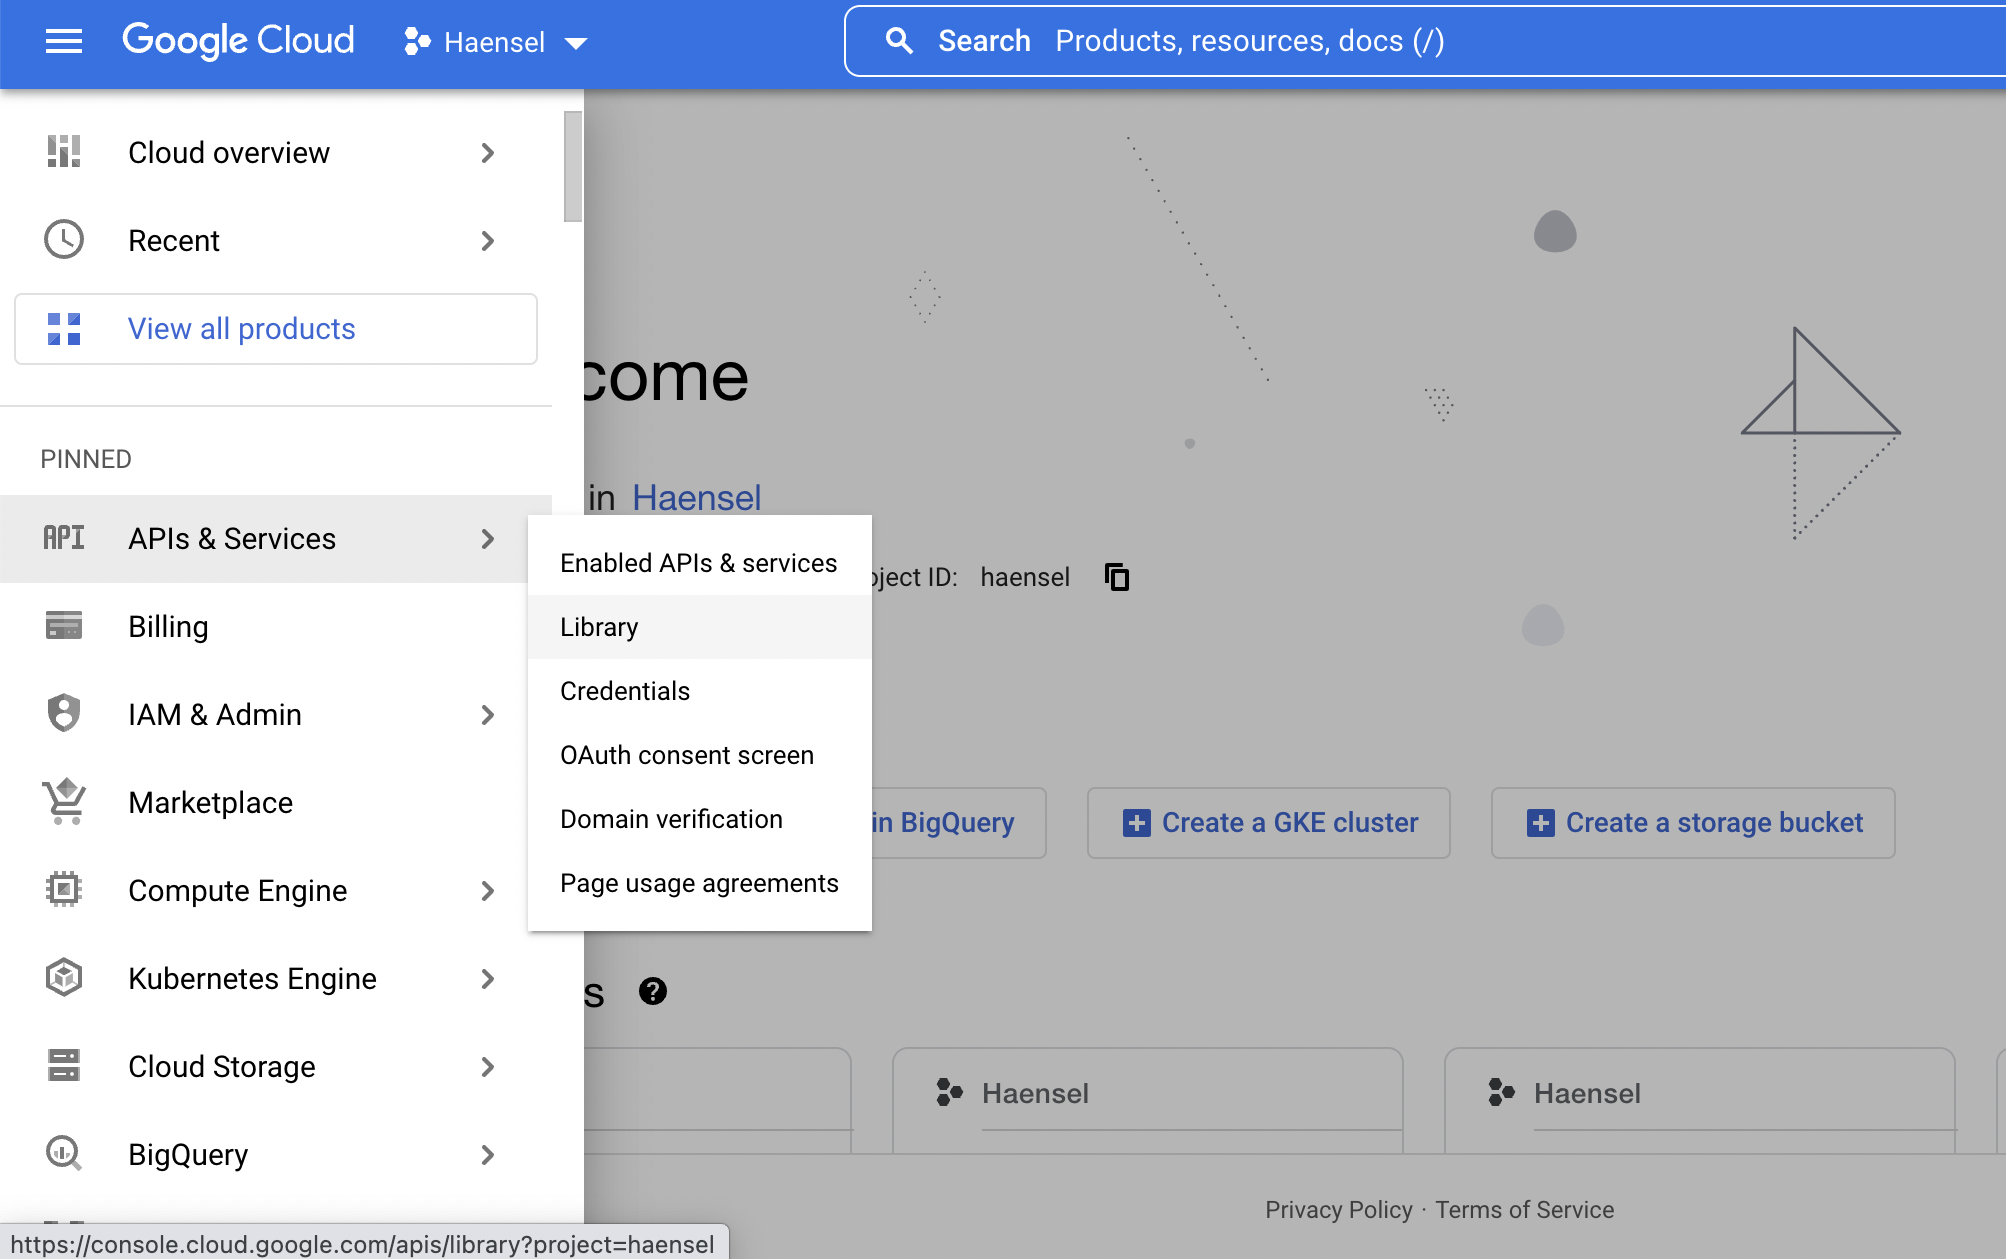 Google Cloud
Haensel
Search Products, resources, docs (/)
Cloud overview
Recent
View all products
PINNED
API APIs & Services
Billing
IAM & Admin
Marketplace
Compute Engine
Kubernetes Engine
Cloud Storage
BigQuery
Enabled APIs & services
Library
Credentials
OAuth consent screen
Domain verification
Page usage agreements
come
in Haensel
oject ID: haensel
in BigQuery
Create a GKE cluster
Create a storage bucket
s
Haensel
Haensel
Privacy Policy · Terms of Service
https://console.cloud.google.com/apis/library?project=haensel